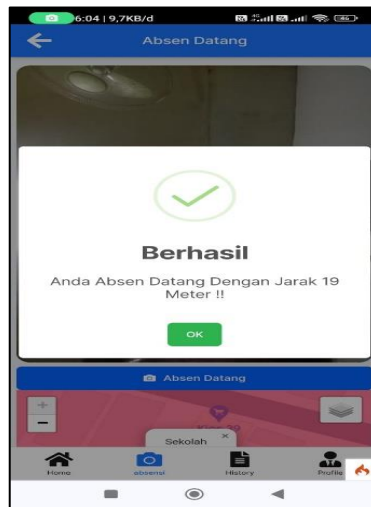 6:04 | 9,7KB/d
Absen Datang
Berhasil
Anda Absen Datang Dengan Jarak 19
Meter !!
OK
Absen Datang
+
-
Sekolah ×
Home
absensi
History
Profile